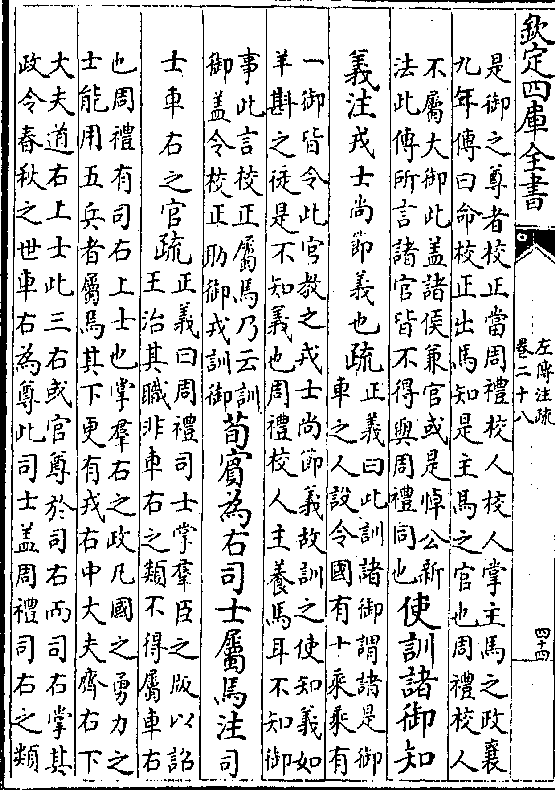 欽定四庫全書
左傳注疏
卷二十八
四十四
是御之尊者校正當周禮校人校人掌主馬之政襄
九年傳曰命校正出馬知是主馬之官也周禮校人
不屬大御此蓋諸侯兼官或是悼公新
法此傳所言諸官皆不得與周禮同也
使訓諸御知
義注戎士尚節義也疏
正義曰此訓諸御謂諸是御
車之人設令國有十乘乘有
一御皆令此官教之戎士尚節義故訓之使知義如
羊斟之徒是不知義也周禮校人主養馬耳不知御
事此言校正屬馬乃云訓
御盖令校正助御戎訓御
荀賔為右司士屬馬注司
士車右之官疏
正義曰周禮司士掌羣臣之版以詔
王治其職非車右之類不得屬車右
也周禮有司右上士也掌羣右之政凡國之勇力之
士能用五兵者屬焉其下更有戎右中大夫齊右下
大夫道右上士此三右或官尊於司右而司右掌其
政令春秋之世車右為尊此司士盖周禮司右之類